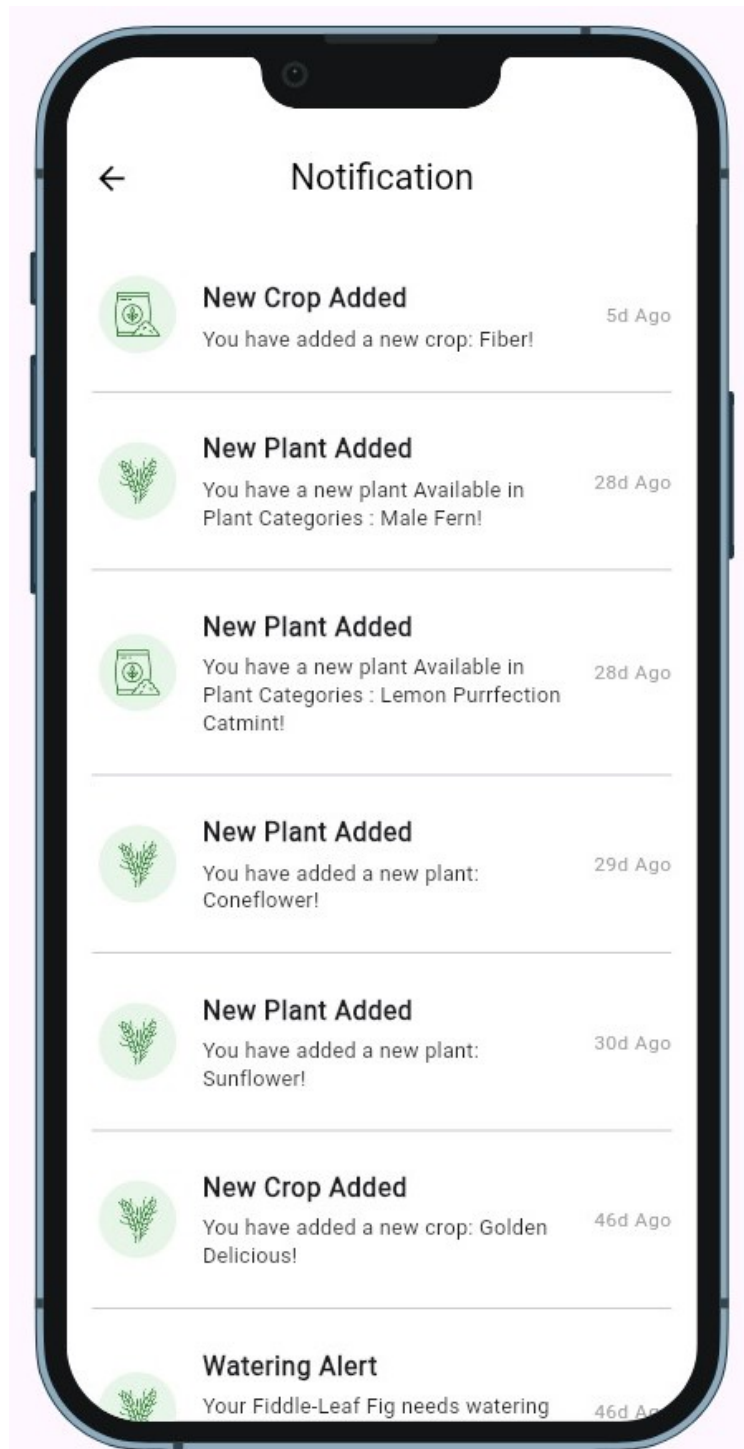 Notification
New Crop Added
You have added a new crop: Fiber!
5d Ago
New Plant Added
You have a new plant Available in
Plant Categories : Male Fern!
28d Ago
New Plant Added
You have a new plant Available in
Plant Categories : Lemon Purrfection
Catmint!
28d Ago
New Plant Added
You have added a new plant:
Coneflower!
29d Ago
New Plant Added
You have added a new plant:
Sunflower!
30d Ago
New Crop Added
You have added a new crop: Golden
Delicious!
46d Ago
Watering Alert
Your Fiddle-Leaf Fig needs watering
46d